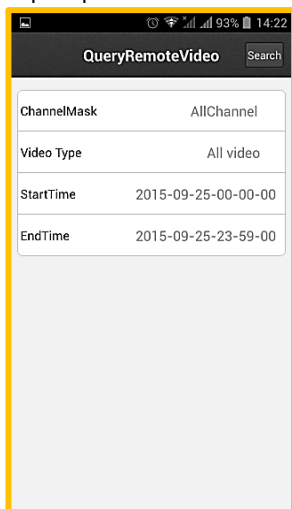 93% 14:22
QueryRemoteVideo Search
ChannelMask AllChannel
Video Type All video
StartTime 2015-09-25-00-00-00
EndTime 2015-09-25-23-59-00